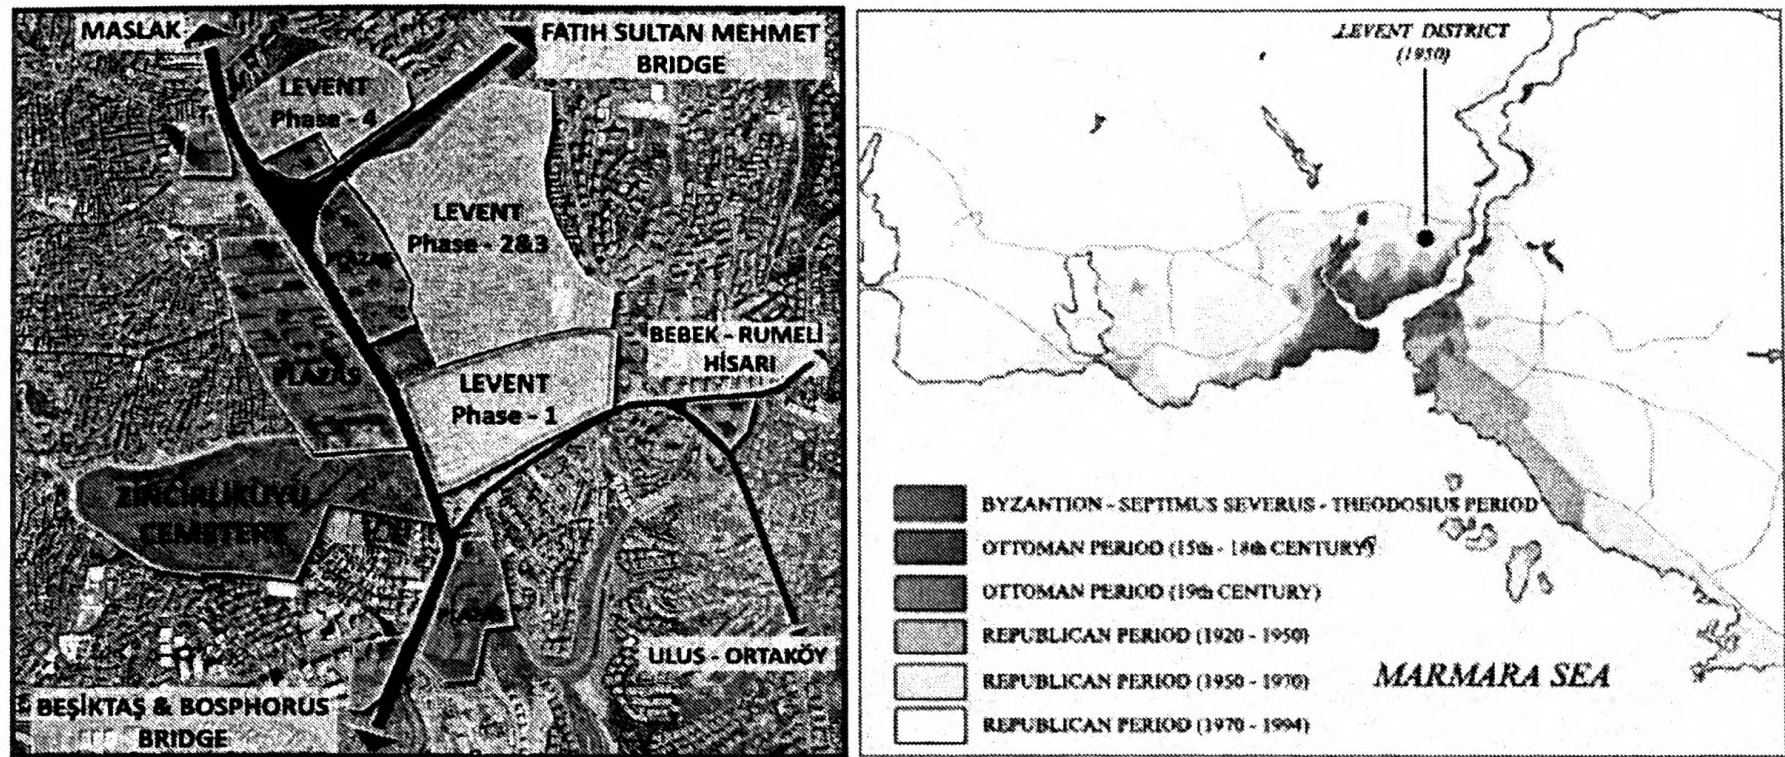 MASLAK
FATIH SULTAN MEHMET
BRIDGE
LEVENT
Phase - 4
LEVENT
Phase - 2&3
PLAZAS
BEBEK - RUMELİ
HİSARI
PLAZAS
LEVENT
Phase - 1
ZİNCİRLİKUYU
CEMETERY
ULUS - ORTAKÖY
BEŞİKTAŞ & BOSPHORUS
BRIDGE
LEVENT DISTRICT
(1950)
BYZANTION - SEPTIMUS SEVERUS - THEODOSIUS PERIOD
OTTOMAN PERIOD (15th - 18th CENTURY)
OTTOMAN PERIOD (19th CENTURY)
REPUBLICAN PERIOD (1920 - 1950)
REPUBLICAN PERIOD (1950 - 1970)
REPUBLICAN PERIOD (1970 - 1994)
MARMARA SEA